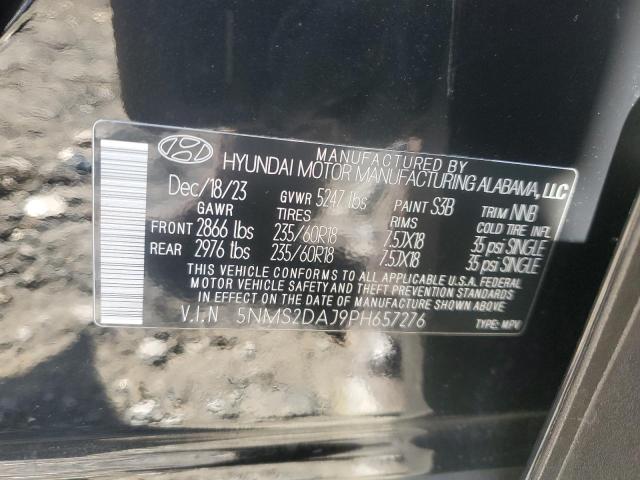 MANUFACTURED BY
HYUNDAI MOTOR MANUFACTURING ALABAMA, LLC
Dec/18/23 GVWR 5247 lbs PAINT S3B TRIM NNB
GAWR TIRES RIMS COLD TIRE INFL.
FRONT 2866 lbs 235/60R18 7.5JX18 35 psi SINGLE
REAR 2976 lbs 235/60R18 7.5JX18 35 psi SINGLE
THIS VEHICLE CONFORMS TO ALL APPLICABLE U.S.A. FEDERAL
MOTOR VEHICLE SAFETY AND THEFT PREVENTION STANDARDS
IN EFFECT ON THE DATE OF MANUFACTURE SHOWN ABOVE
V.I.N 5NMS2DAJ9PH657276 TYPE: MPV